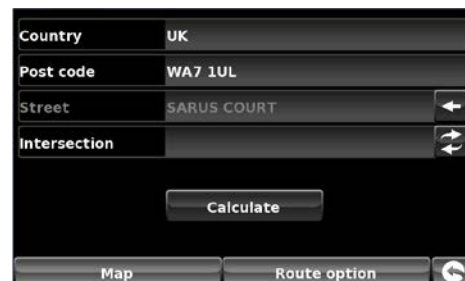 Country UK
Post code WA7 1UL
Street SARUS COURT
Intersection
Calculate
Map Route option